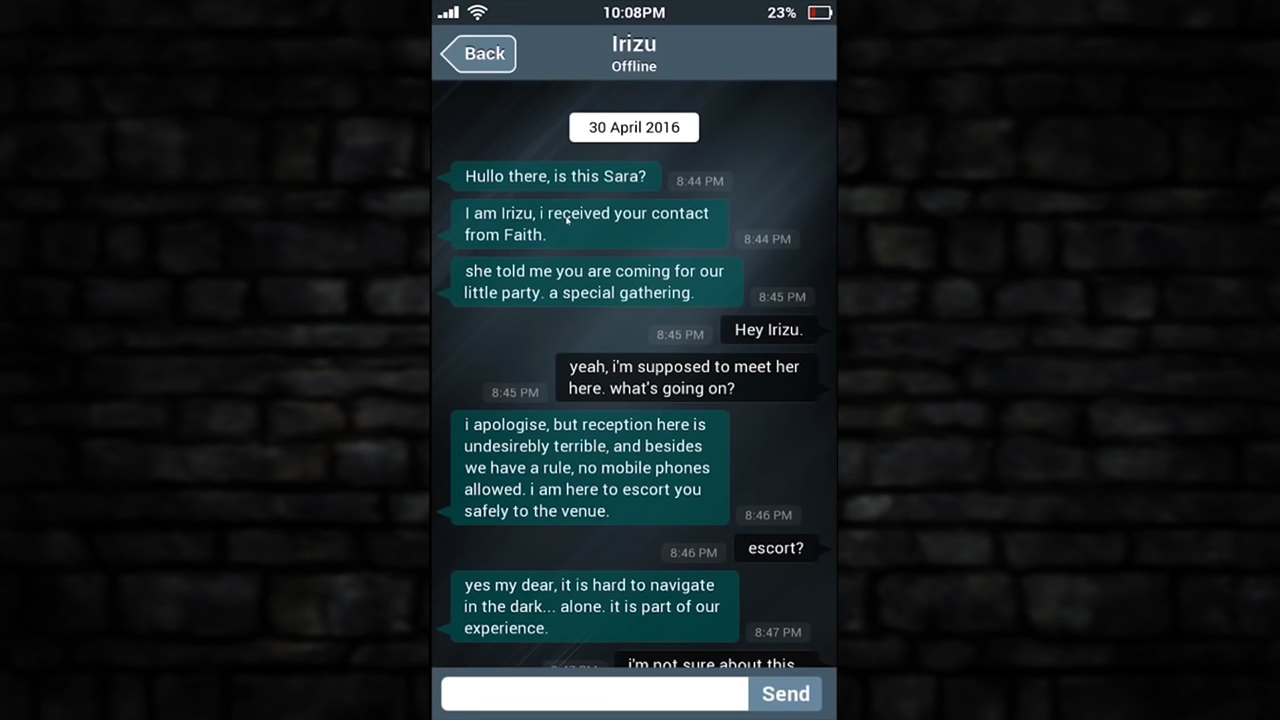 10:08PM
23%
Back
Irizu
Offline
30 April 2016
Hullo there, is this Sara?
8:44 PM
I am Irizu, i received your contact
from Faith.
8:44 PM
she told me you are coming for our
little party. a special gathering.
8:45 PM
Hey Irizu.
8:45 PM
yeah, i'm supposed to meet her
here. what's going on?
8:45 PM
i apologise, but reception here is
undesirebly terrible, and besides
we have a rule, no mobile phones
allowed. i am here to escort you
safely to the venue.
8:46 PM
escort?
8:46 PM
yes my dear, it is hard to navigate
in the dark... alone. it is part of our
experience.
8:47 PM
i'm not sure about this
Send